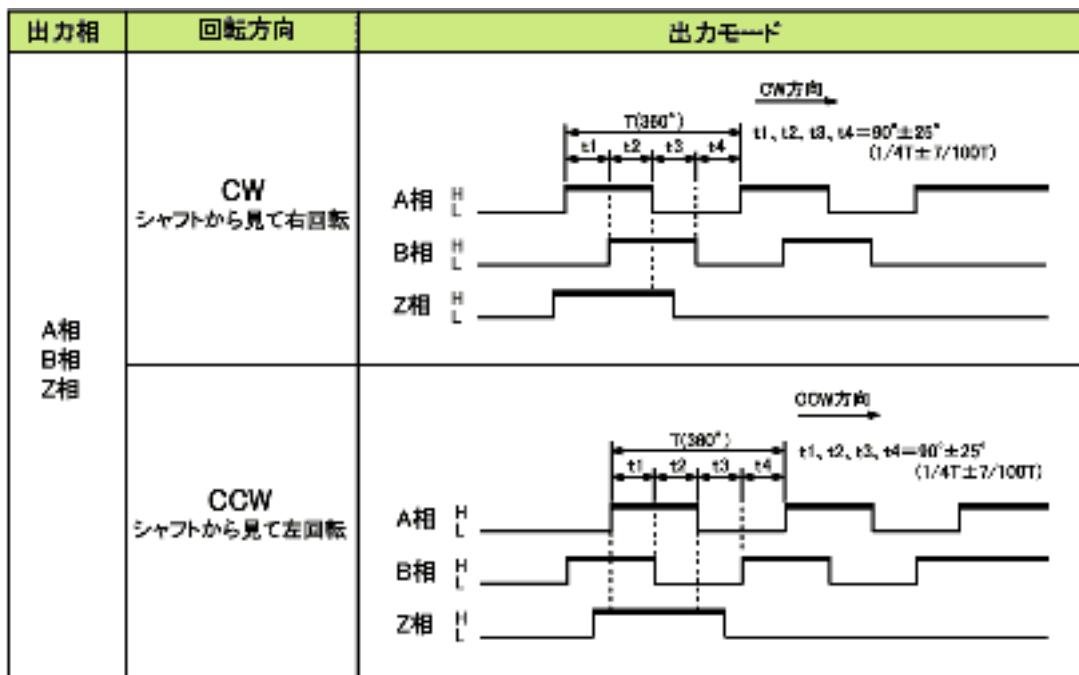 出力相
回転方向
出力モード
A相
B相
Z相
CW
シャフトから見て右回転
CW方向
T(360°)
t1 t2 t3 t4
t1、t2、t3、t4=90°±25°
(1/4T±7/100T)
A相 H L
B相 H L
Z相 H L
CCW
シャフトから見て左回転
CCW方向
T(360°)
t1 t2 t3 t4
t1、t2、t3、t4=90°±25°
(1/4T±7/100T)
A相 H L
B相 H L
Z相 H L